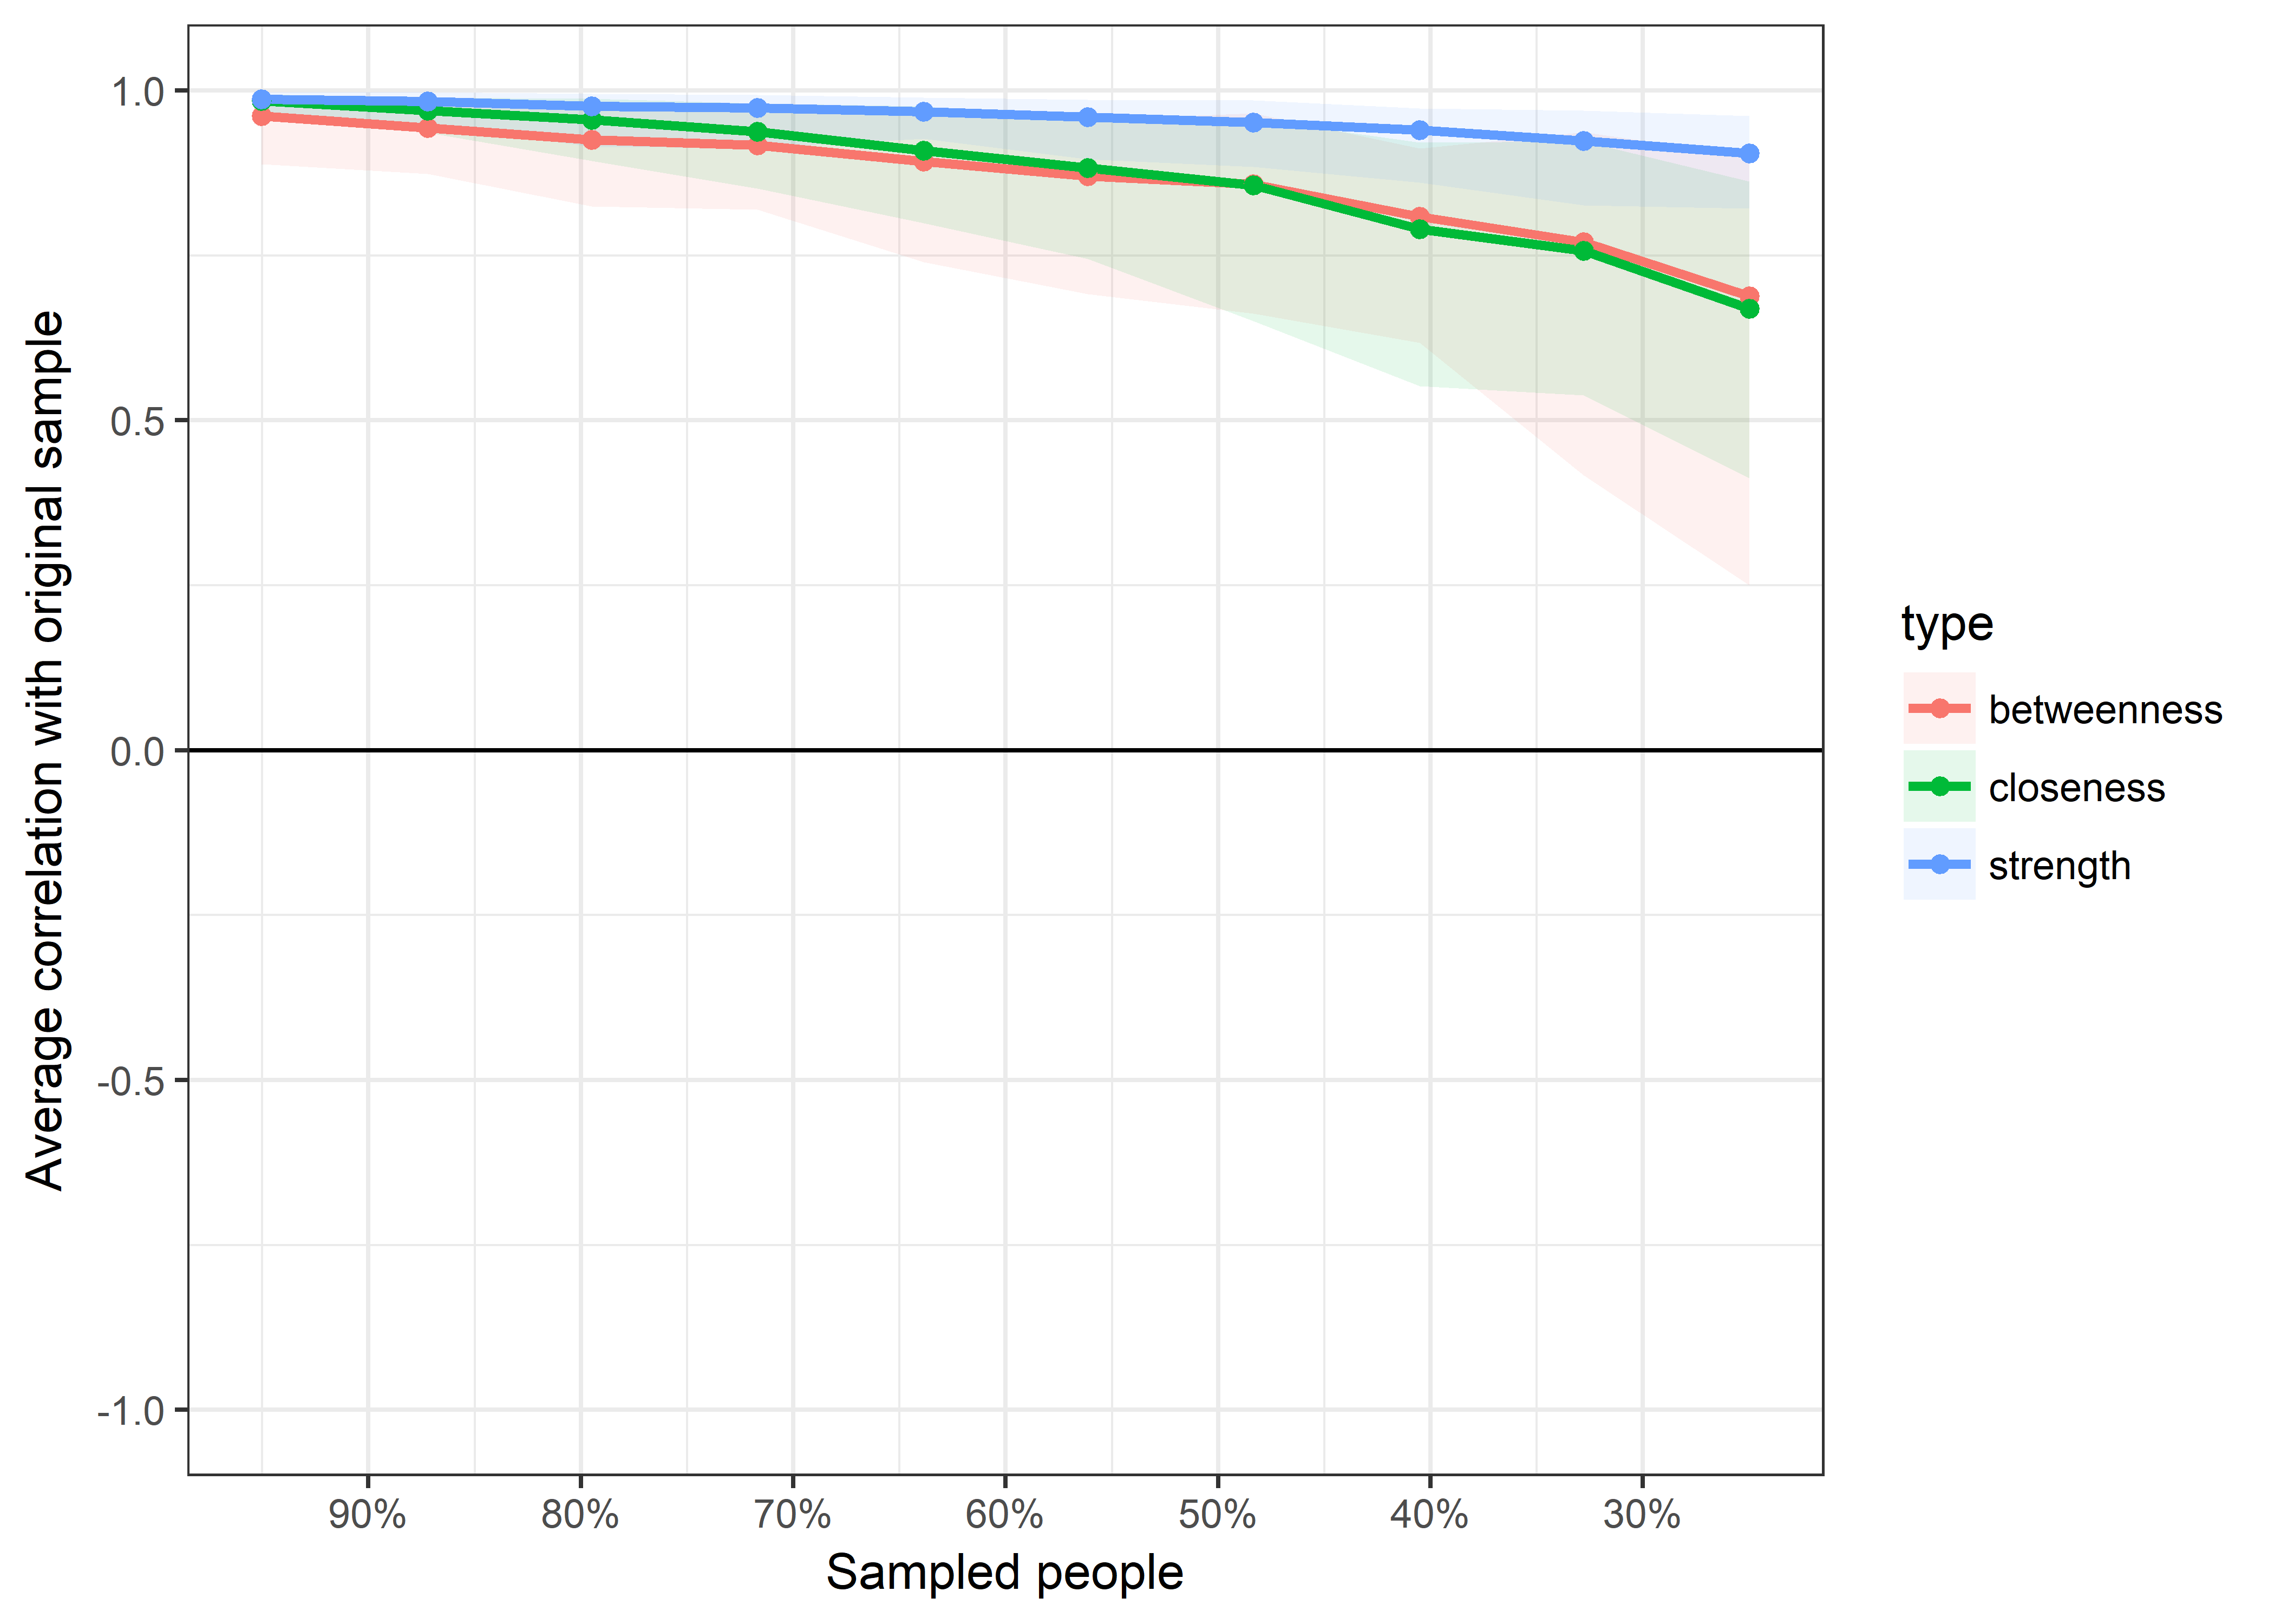 Average correlation with original sample
1.0
0.5
0.0
-0.5
-1.0
90% 80% 70% 60% 50% 40% 30%
Sampled people
type
betweenness
closeness
strength